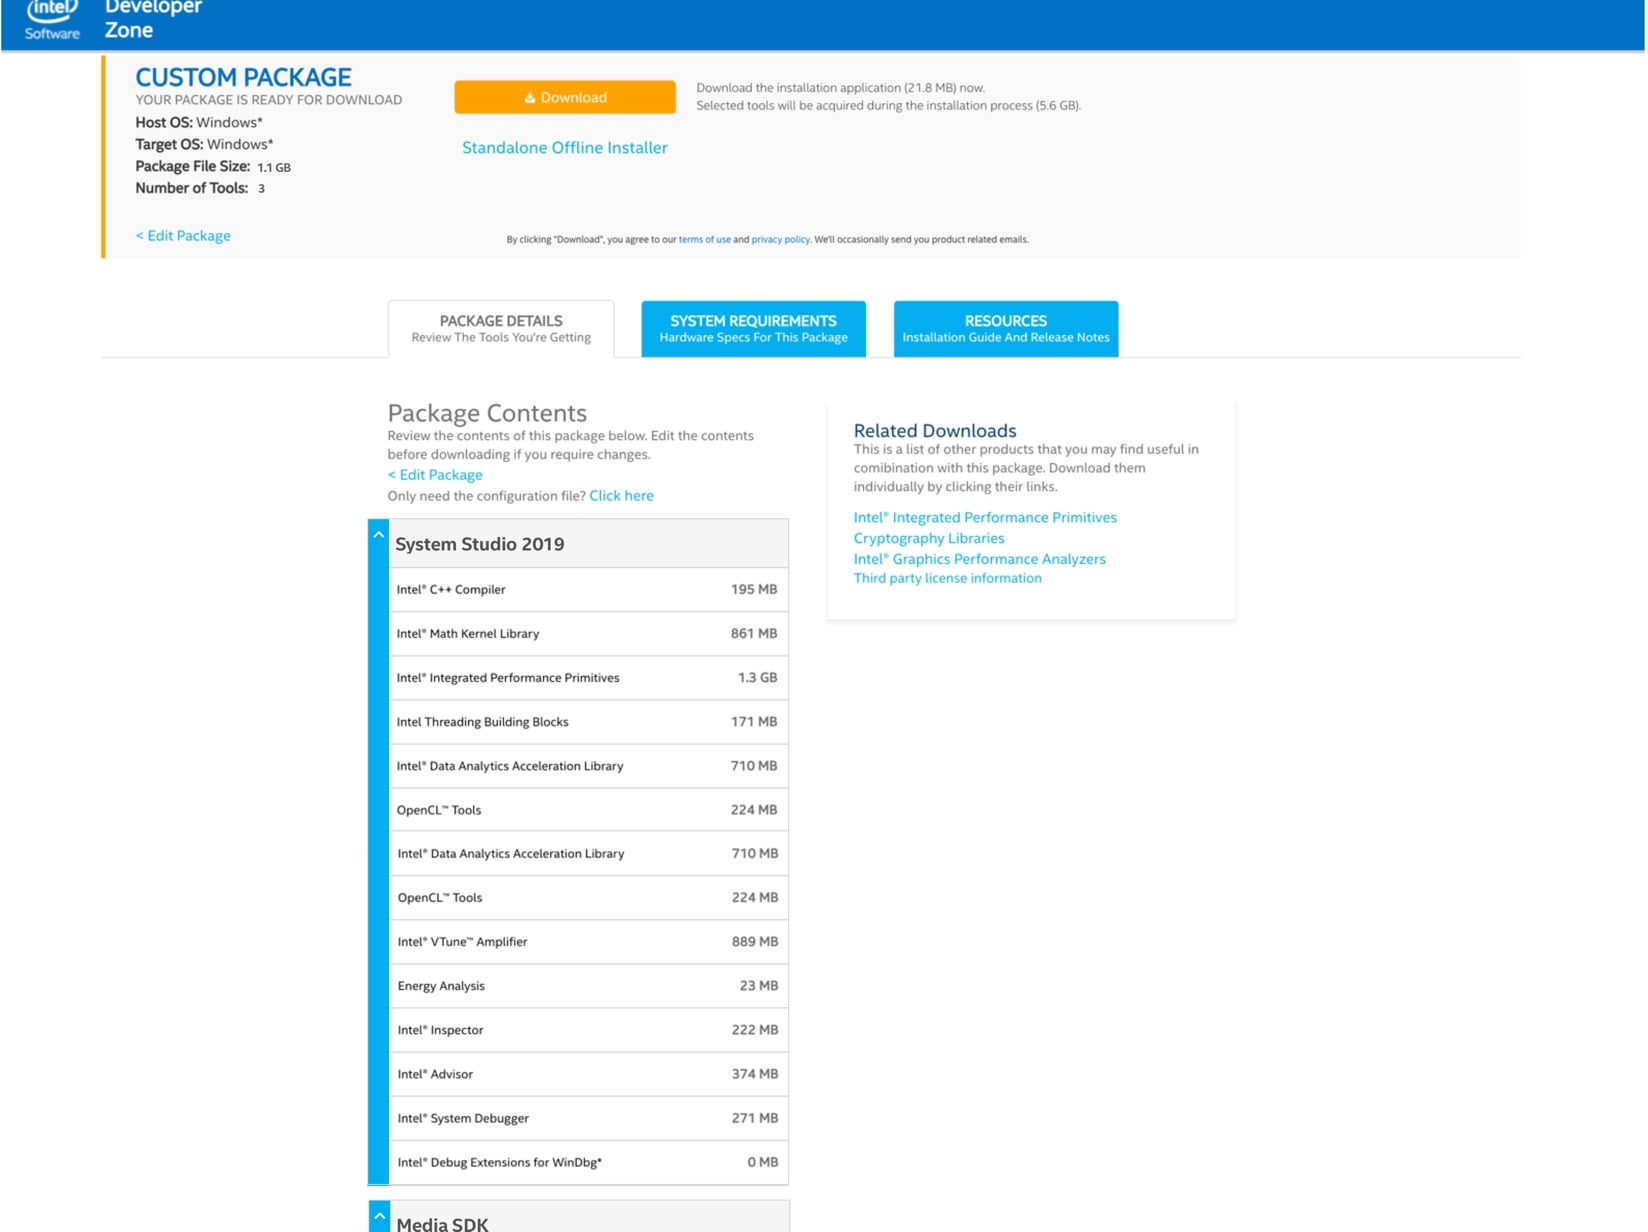 intel
Software
Developer
Zone
CUSTOM PACKAGE
YOUR PACKAGE IS READY FOR DOWNLOAD
Host OS: Windows*
Target OS: Windows*
Package File Size: 1.1 GB
Number of Tools: 3
< Edit Package
Download
Standalone Offline Installer
Download the installation application (21.8 MB) now.
Selected tools will be acquired during the installation process (5.6 GB).
By clicking "Download", you agree to our terms of use and privacy policy. We'll occasionally send you product related emails.
PACKAGE DETAILS
Review The Tools You're Getting
SYSTEM REQUIREMENTS
Hardware Specs For This Package
RESOURCES
Installation Guide And Release Notes
Package Contents
Review the contents of this package below. Edit the contents
before downloading if you require changes.
< Edit Package
Only need the configuration file? Click here
System Studio 2019
Intel® C++ Compiler 195 MB
Intel® Math Kernel Library 861 MB
Intel® Integrated Performance Primitives 1.3 GB
Intel Threading Building Blocks 171 MB
Intel® Data Analytics Acceleration Library 710 MB
OpenCL™ Tools 224 MB
Intel® Data Analytics Acceleration Library 710 MB
OpenCL™ Tools 224 MB
Intel® VTune™ Amplifier 889 MB
Energy Analysis 23 MB
Intel® Inspector 222 MB
Intel® Advisor 374 MB
Intel® System Debugger 271 MB
Intel® Debug Extensions for WinDbg* 0 MB
Media SDK
Related Downloads
This is a list of other products that you may find useful in
comibination with this package. Download them
individually by clicking their links.
Intel® Integrated Performance Primitives
Cryptography Libraries
Intel® Graphics Performance Analyzers
Third party license information